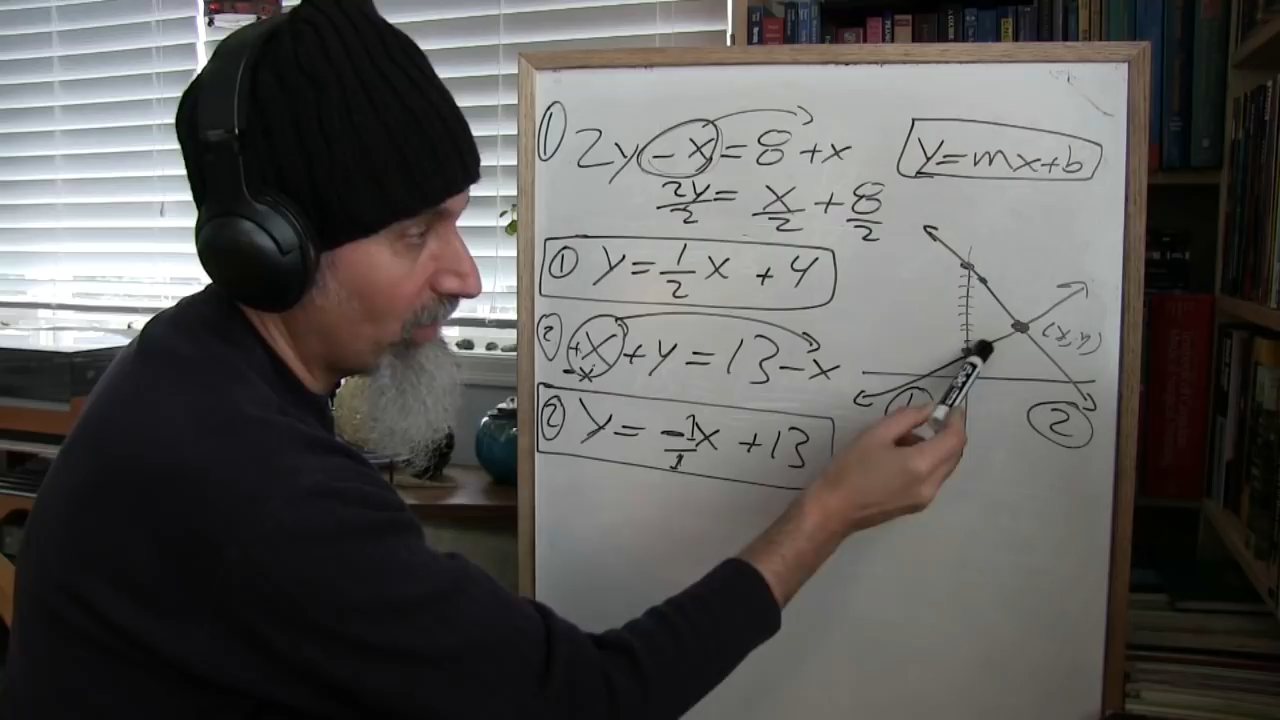 ① 2y - x = 8 + x
y = mx + b
2y/2 = x/2 + 8/2
① y = 1/2 x + 4
② +x + y = 13 - x
-x
② y = -1/1 x + 13
(x,y)
①
②